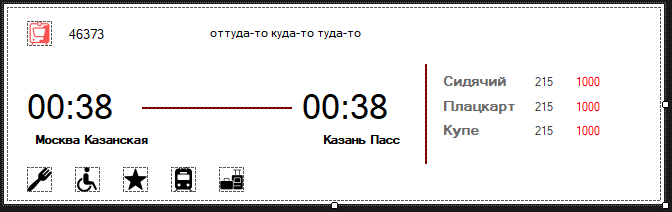 46373 оттуда-то куда-то туда-то
00:38 00:38
Москва Казанская Казань Пасс
Сидячий 215 1000
Плацкарт 215 1000
Купе 215 1000